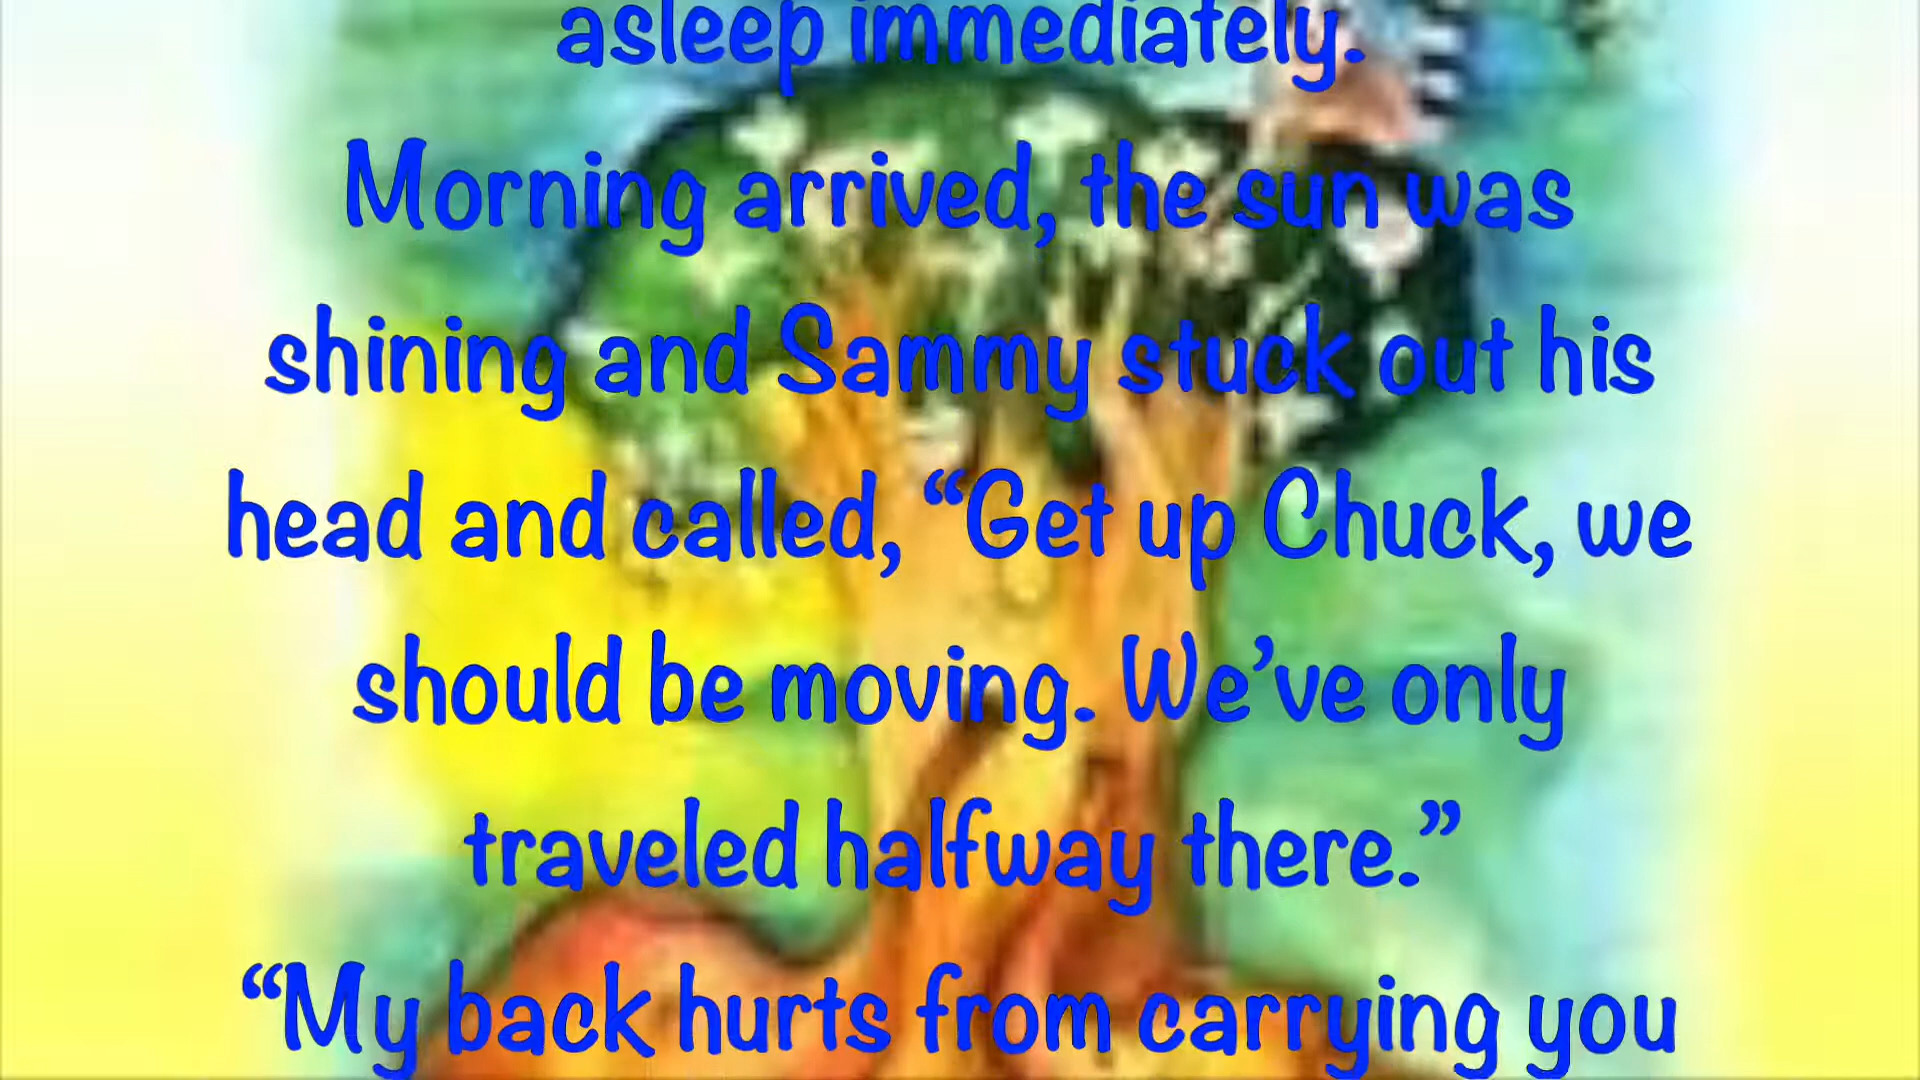 asleep immediately.
Morning arrived, the sun was
shining and Sammy stuck out his
head and called, “Get up Chuck, we
should be moving. We’ve only
traveled halfway there.”
“My back hurts from carrying you